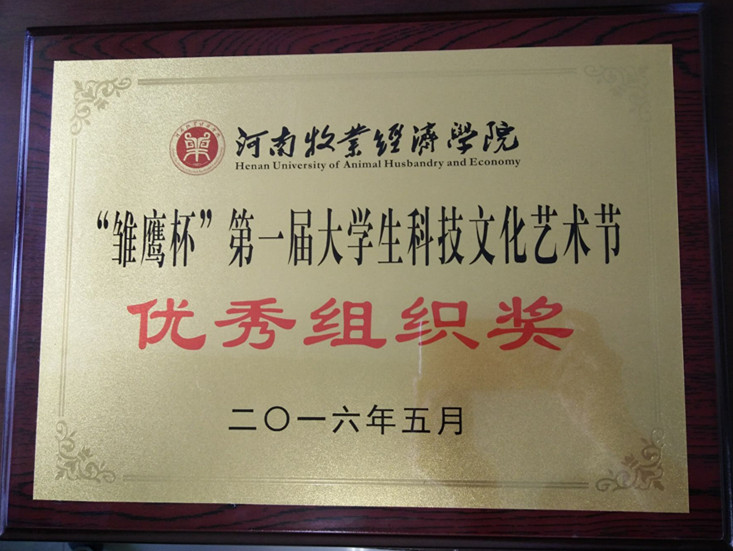 河南牧业经济學院
Henan University of Animal Husbandry and Economy
“雏鹰杯”第一届大学生科技文化艺术节
优秀组织奖
二〇一六年五月